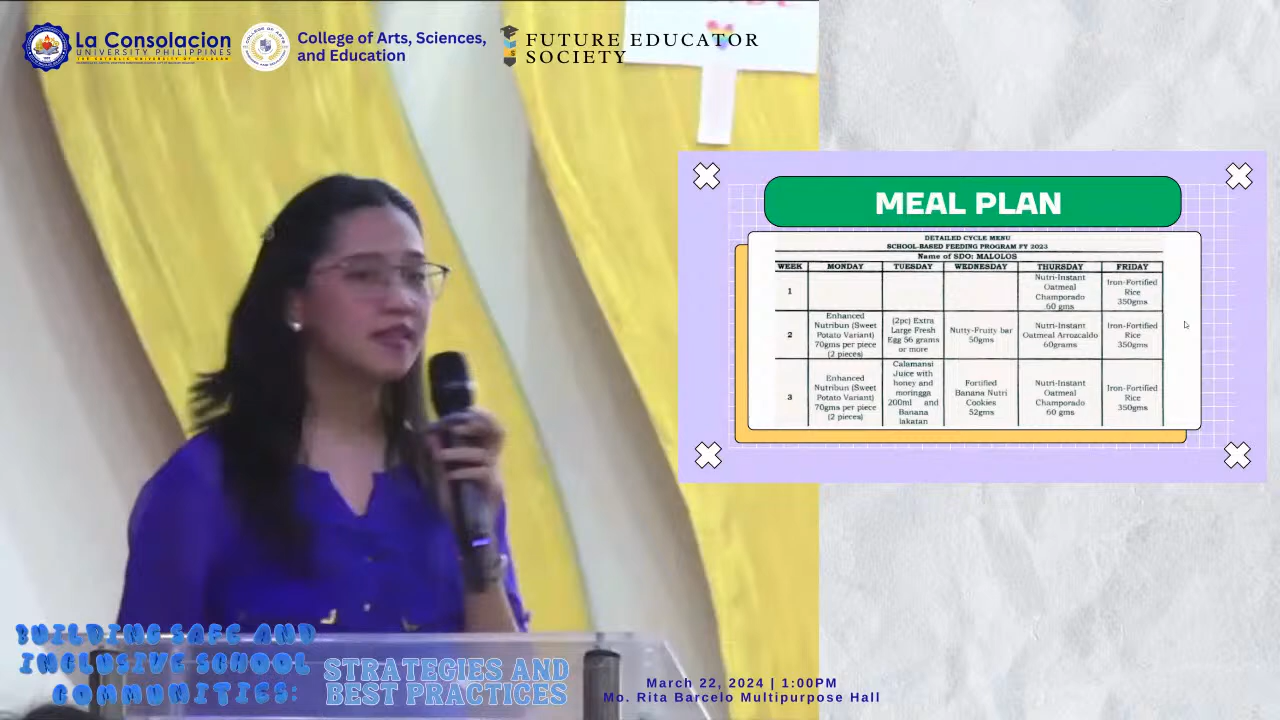 La Consolacion
UNIVERSITY PHILIPPINES
College of Arts, Sciences,
and Education
FUTURE EDUCATOR
SOCIETY
MEAL PLAN
DETAILED CYCLE MENU
SCHOOL-BASED FEEDING PROGRAM FY 2023
Name of SDO: MALOLOS
WEEK MONDAY TUESDAY WEDNESDAY THURSDAY FRIDAY
1
Nutri-Instant
Oatmeal
Champorado
60 gms
Iron-Fortified
Rice
350gms
2
Enhanced
Nutribun (Sweet
Potato Variant)
70gms per piece
(2 pieces)
(2pc) Extra
Large Fresh
Egg 56 grams
or more
Nutty-Fruity bar
50gms
Nutri-Instant
Oatmeal Arrozcaldo
60grams
Iron-Fortified
Rice
350gms
3
Enhanced
Nutribun (Sweet
Potato Variant)
70gms per piece
(2 pieces)
Calamansi
Juice with
honey and
moringga
200ml and
Banana
lakatan
Fortified
Banana Nutri
Cookies
52gms
Nutri-Instant
Oatmeal
Champorado
60 gms
Iron-Fortified
Rice
350gms
BUILDING SAFE AND
INCLUSIVE SCHOOL
COMMUNITIES:
STRATEGIES AND
BEST PRACTICES
March 22, 2024 | 1:00PM
Mo. Rita Barcelo Multipurpose Hall